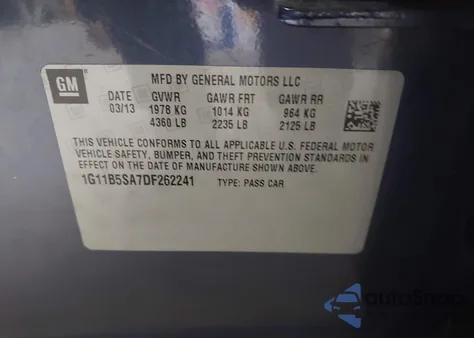 GM
MFD BY GENERAL MOTORS LLC
DATE GVWR GAWR FRT GAWR RR
03/13 1978 KG 1014 KG 964 KG
4360 LB 2235 LB 2125 LB
THIS VEHICLE CONFORMS TO ALL APPLICABLE U.S. FEDERAL MOTOR
VEHICLE SAFETY, BUMPER, AND THEFT PREVENTION STANDARDS IN
EFFECT ON THE DATE OF MANUFACTURE SHOWN ABOVE.
1G11B5SA7DF262241 TYPE: PASS CAR